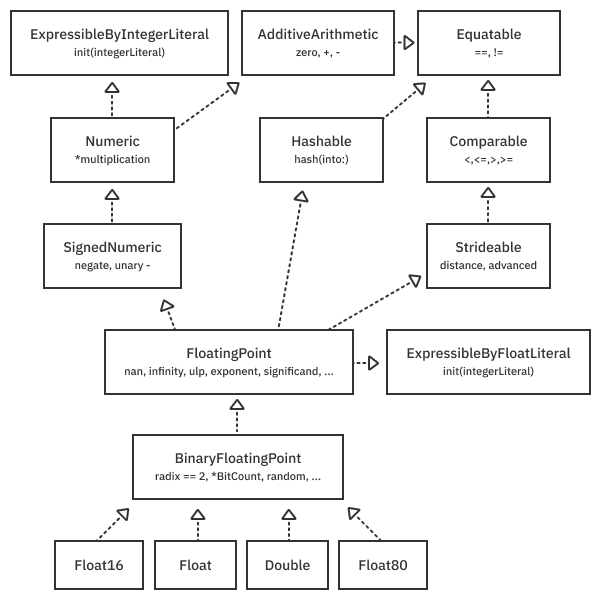 ExpressibleByIntegerLiteral
init(integerLiteral)
AdditiveArithmetic
zero, +, -
Equatable
==, !=
Numeric
*multiplication
Hashable
hash(into:)
Comparable
<,<=,>,>=
SignedNumeric
negate, unary -
Strideable
distance, advanced
FloatingPoint
nan, infinity, ulp, exponent, significand, ...
ExpressibleByFloatLiteral
init(integerLiteral)
BinaryFloatingPoint
radix == 2, *BitCount, random, ...
Float16
Float
Double
Float80